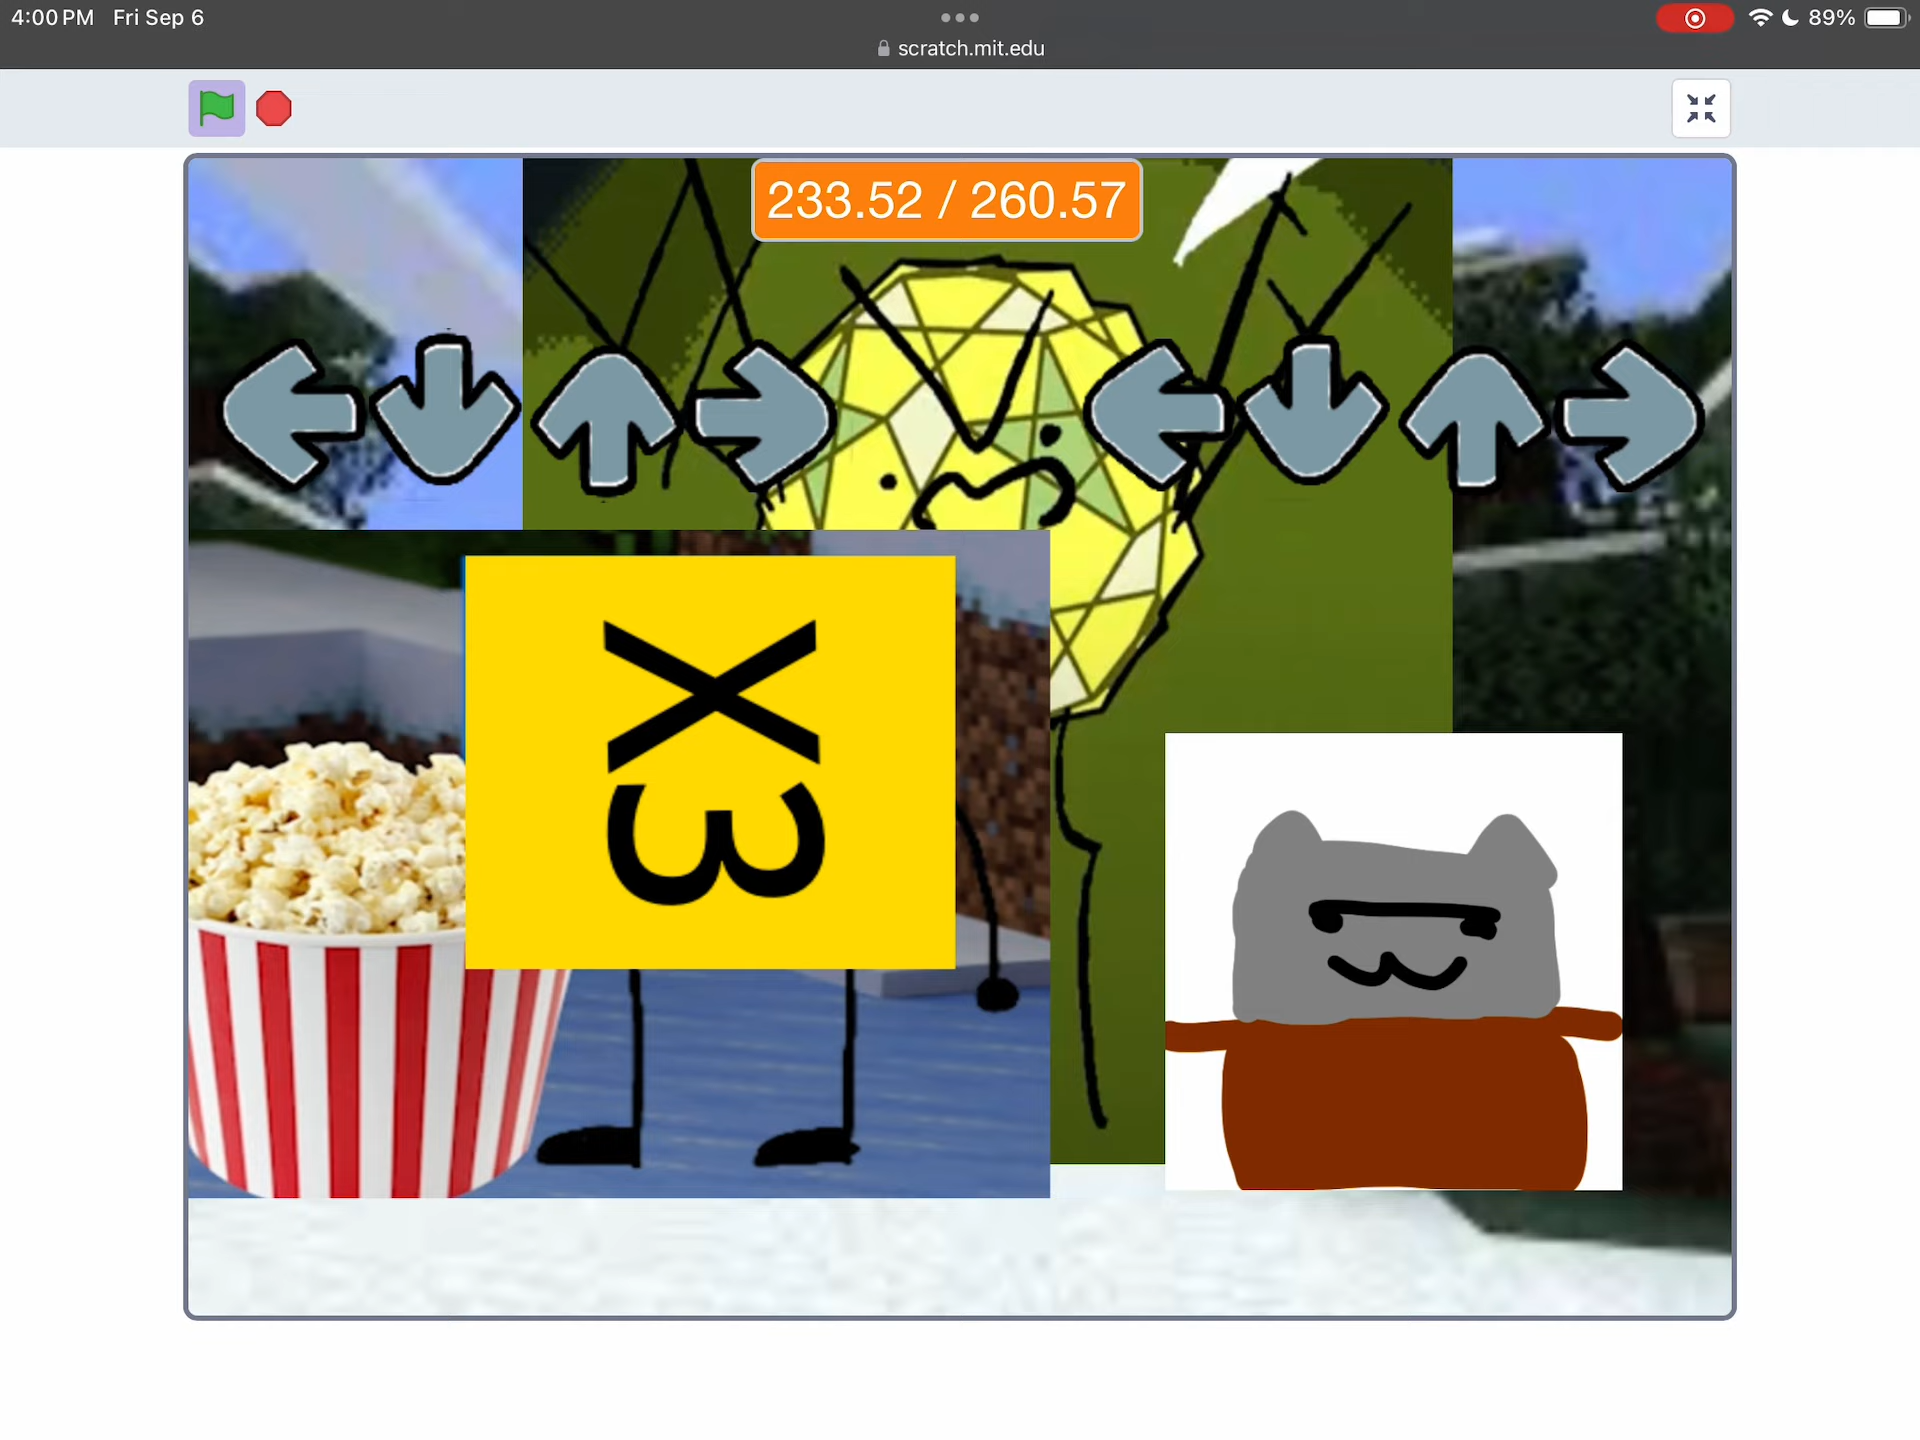 4:00 PM Fri Sep 6
89%
scratch.mit.edu
233.52 / 260.57
X3